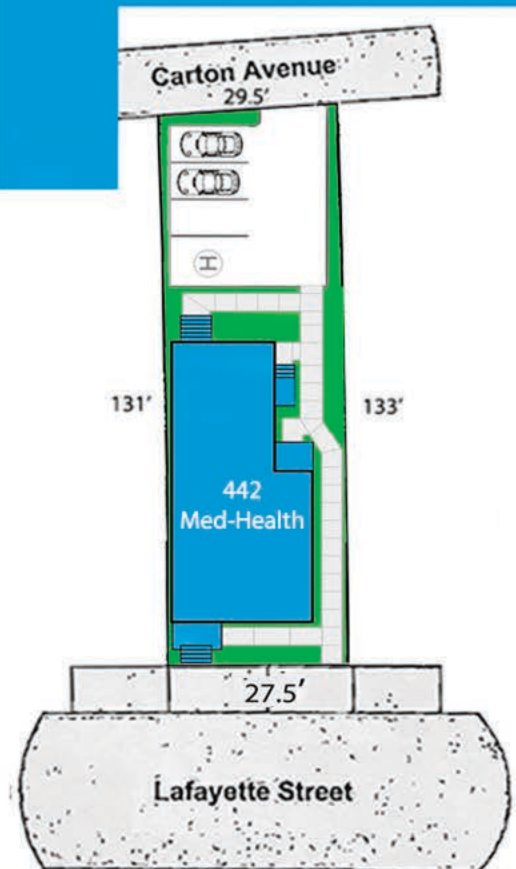 Carton Avenue
29.5'
H
131'
133'
442
Med-Health
27.5'
Lafayette Street